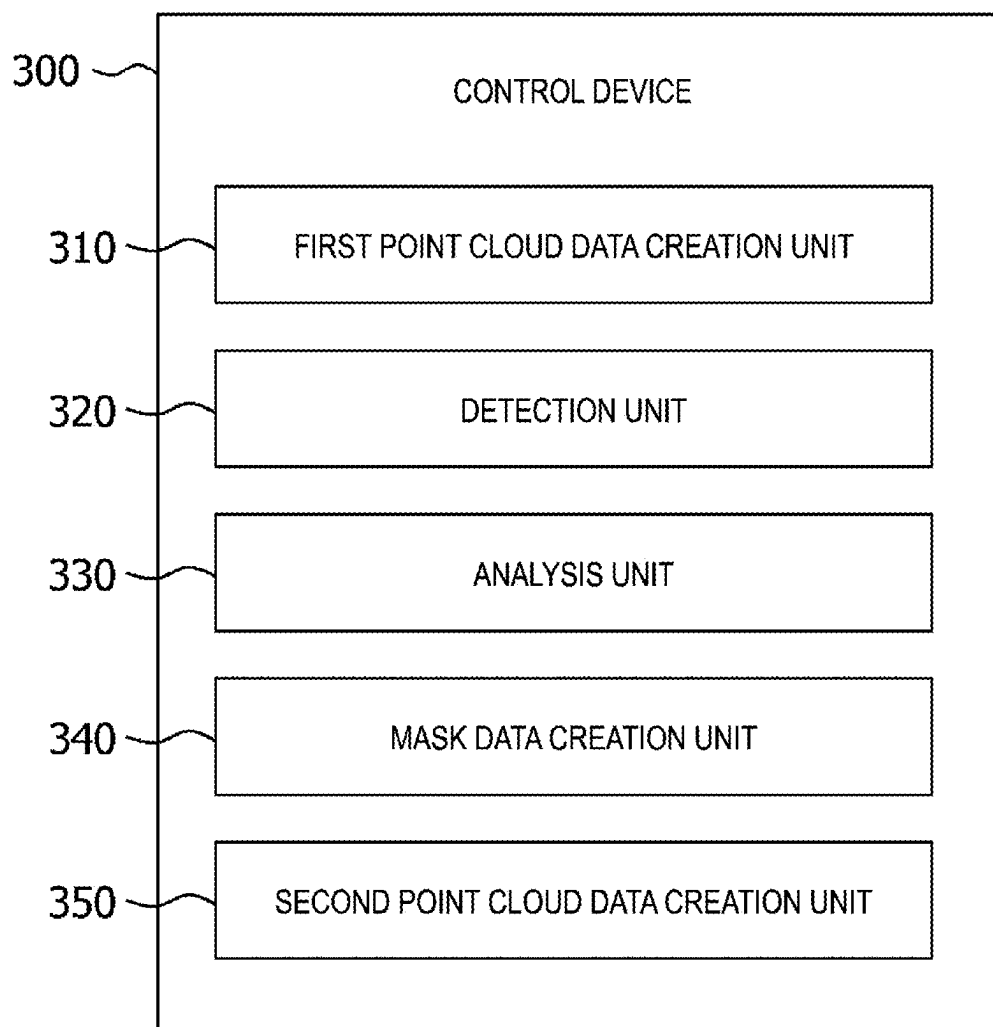 300
CONTROL DEVICE
310
FIRST POINT CLOUD DATA CREATION UNIT
320
DETECTION UNIT
330
ANALYSIS UNIT
340
MASK DATA CREATION UNIT
350
SECOND POINT CLOUD DATA CREATION UNIT